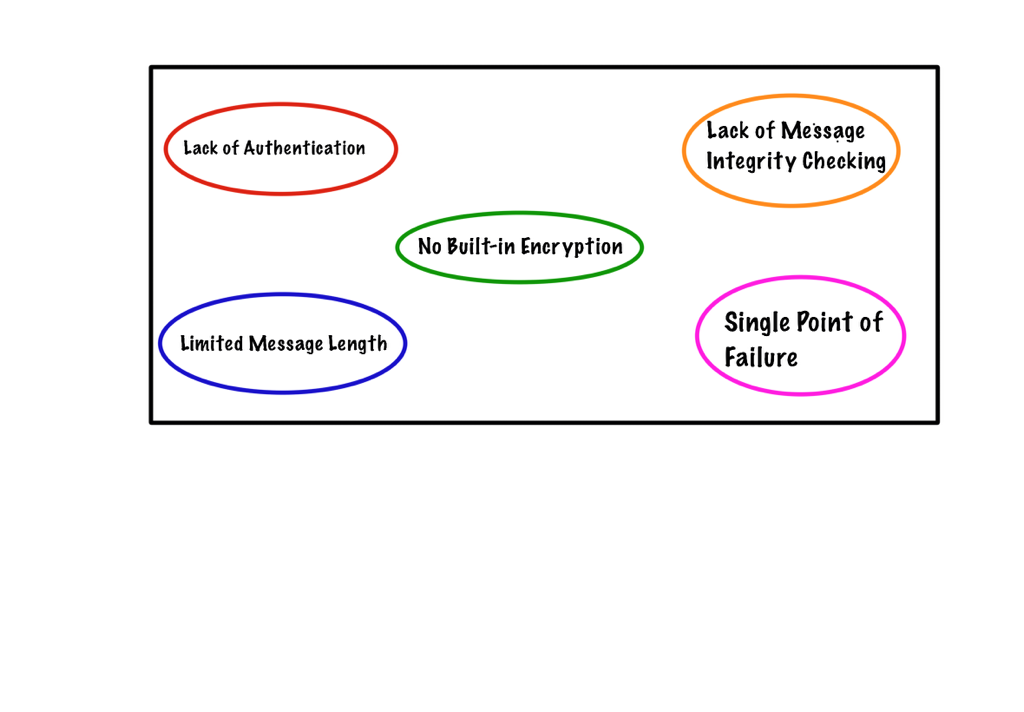 Lack of Authentication
Lack of Message
Integrity Checking
No Built-in Encryption
Limited Message Length
Single Point of
Failure